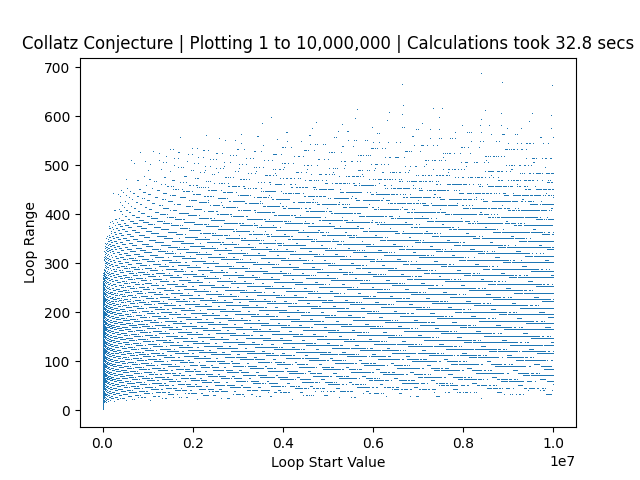 Collatz Conjecture | Plotting 1 to 10,000,000 | Calculations took 32.8 secs
700
600
500
400
300
200
100
0
Loop Range
0.0 0.2 0.4 0.6 0.8 1.0
1e7
Loop Start Value